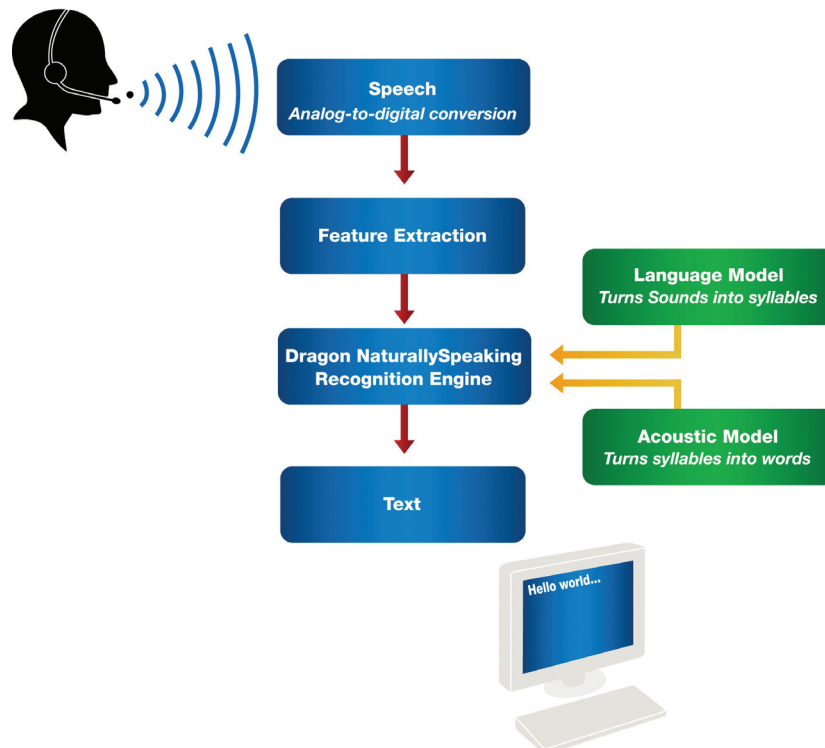 Speech
Analog-to-digital conversion
Feature Extraction
Language Model
Turns Sounds into syllables
Dragon NaturallySpeaking
Recognition Engine
Acoustic Model
Turns syllables into words
Text
Hello world...